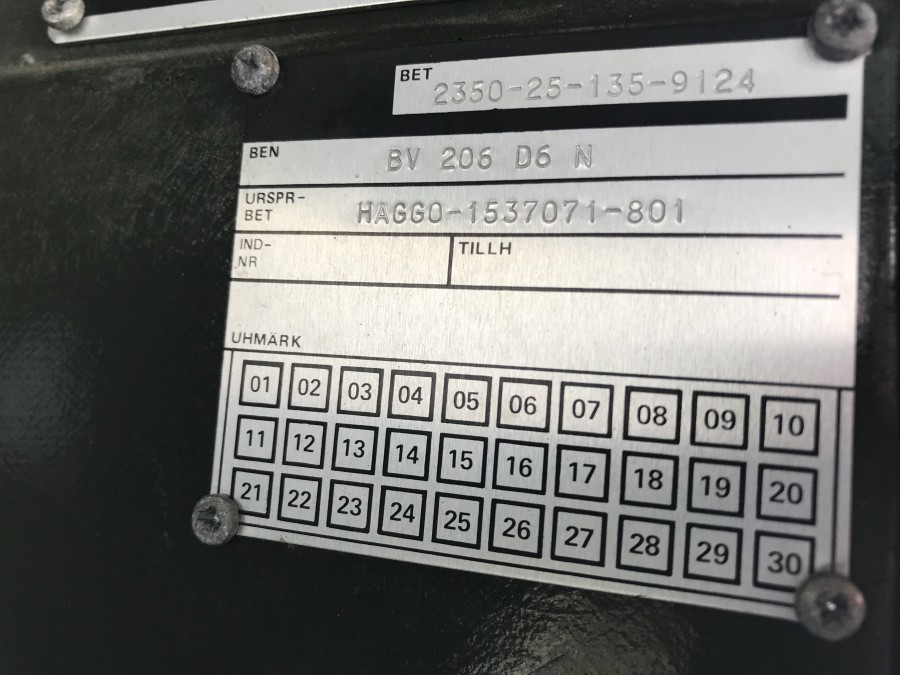 BET 2350-25-135-9124
BEN BV 206 D6 N
URSPR-
BET HAGGO-1537071-801
IND- TILLH
NR
UHMÄRK
01 02 03 04 05 06 07 08 09 10
11 12 13 14 15 16 17 18 19 20
21 22 23 24 25 26 27 28 29 30